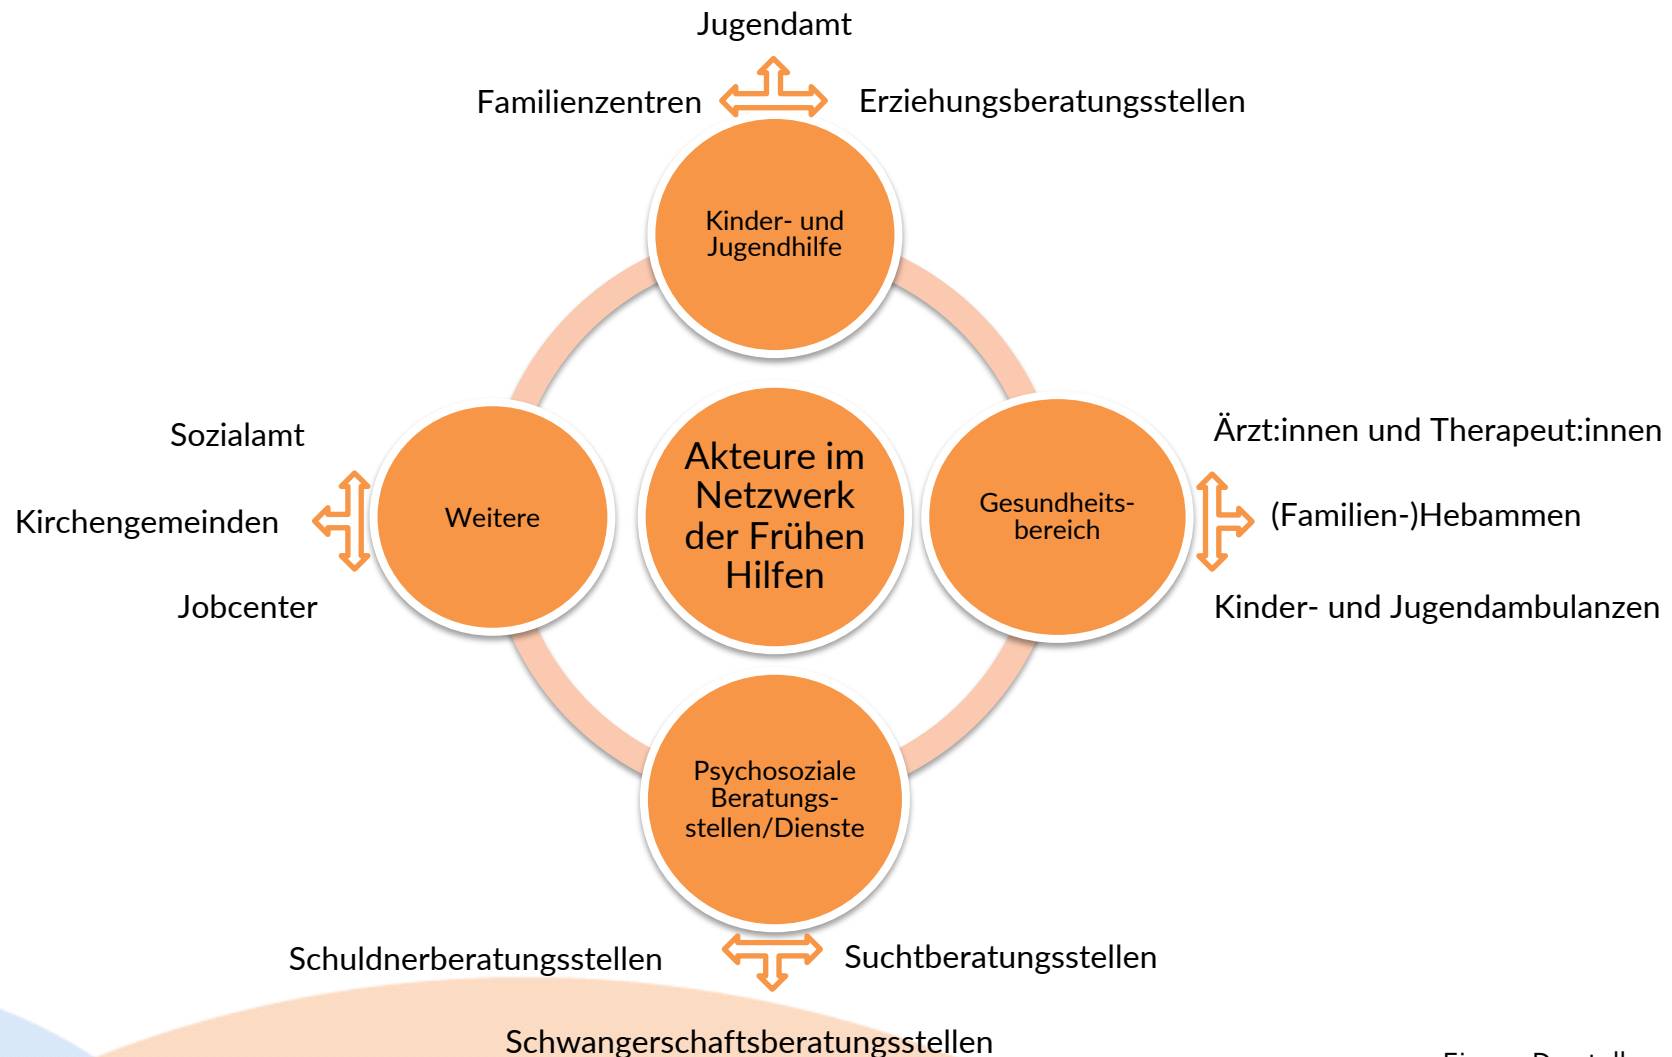 Jugendamt
Familienzentren
Erziehungsberatungsstellen
Kinder- und
Jugendhilfe
Sozialamt
Kirchengemeinden
Jobcenter
Weitere
Akteure im
Netzwerk
der Frühen
Hilfen
Gesundheits-
bereich
Ärzt:innen und Therapeut:innen
(Familien-)Hebammen
Kinder- und Jugendambulanzen
Psychosoziale
Beratungs-
stellen/Dienste
Schuldnerberatungsstellen
Suchtberatungsstellen
Schwangerschaftsberatungsstellen